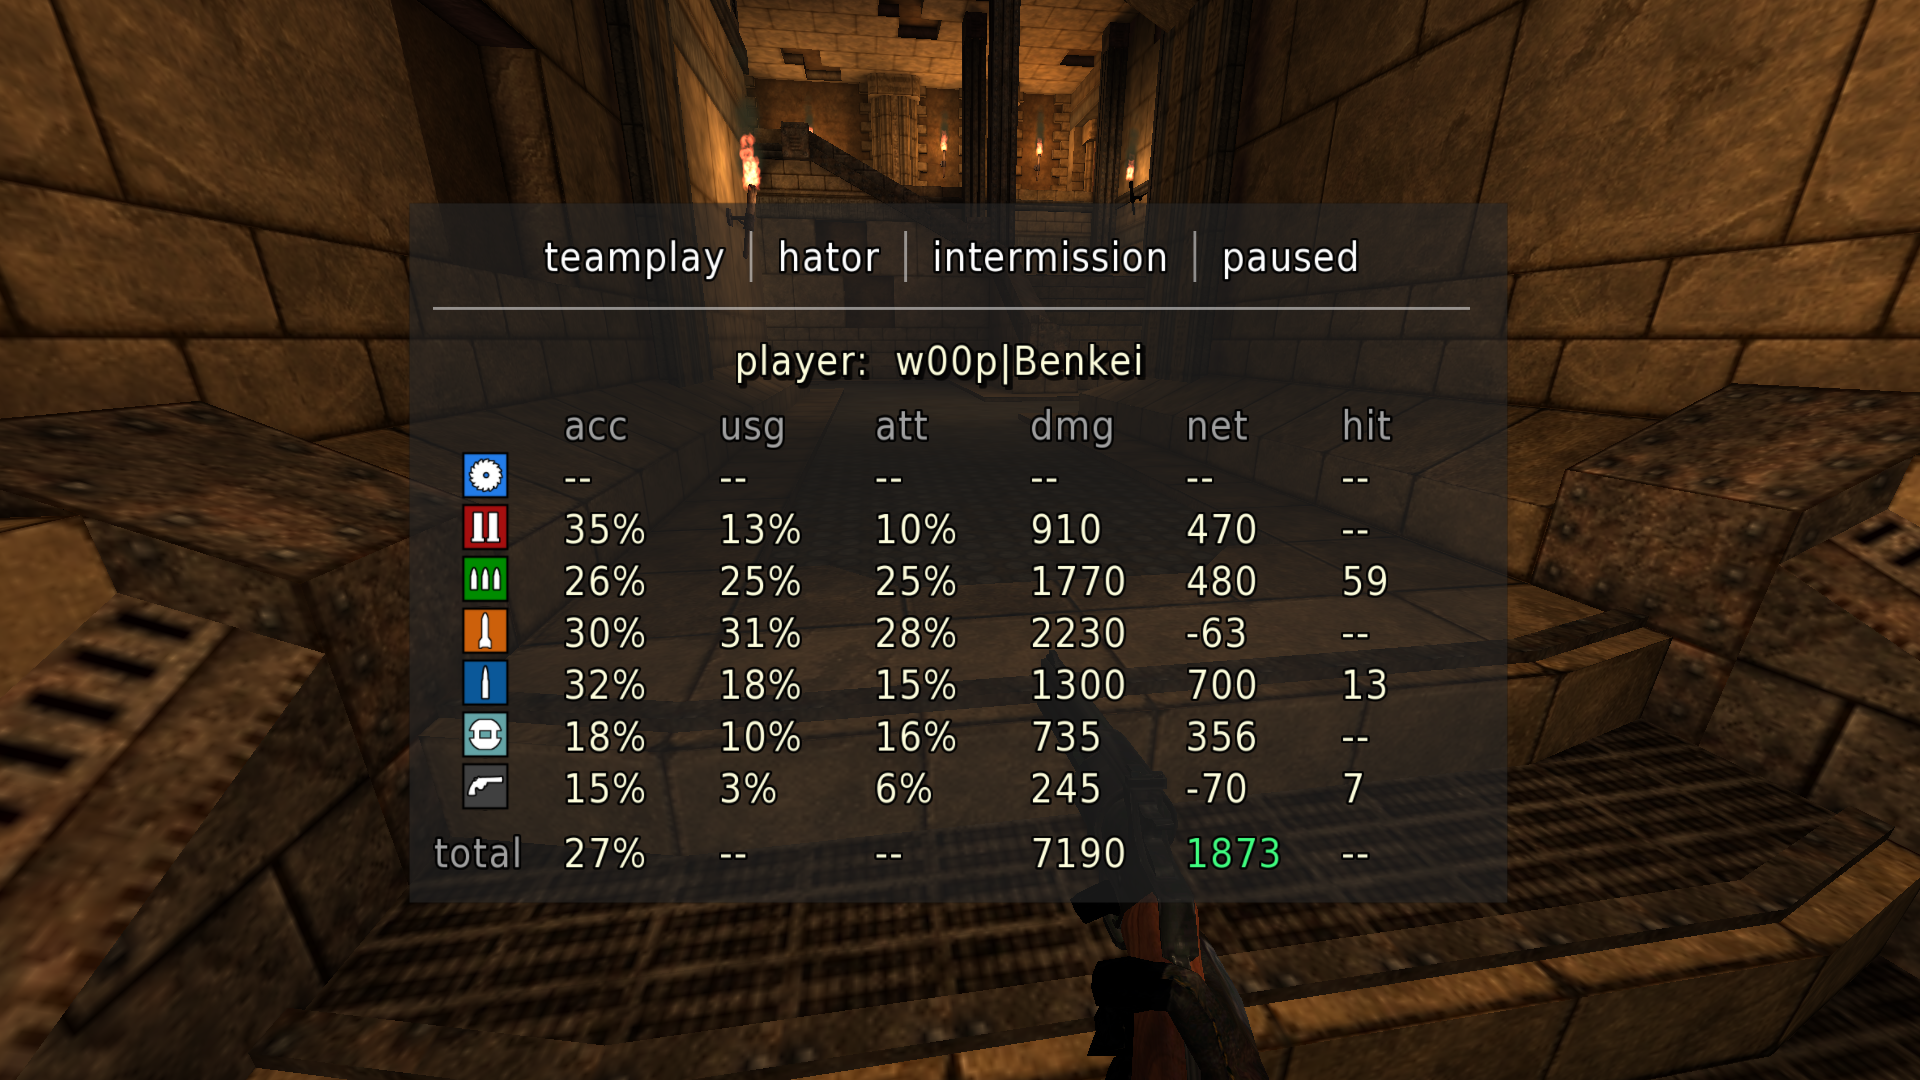 teamplay | hator | intermission | paused
player: w00p|Benkei
acc usg att dmg net hit
-- -- -- -- -- --
35% 13% 10% 910 470 --
26% 25% 25% 1770 480 59
30% 31% 28% 2230 -63 --
32% 18% 15% 1300 700 13
18% 10% 16% 735 356 --
15% 3% 6% 245 -70 7
total 27% -- -- 7190 1873 --